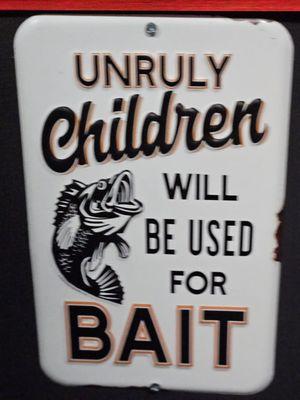 UNRULY
Children
WILL
BE USED
FOR
BAIT